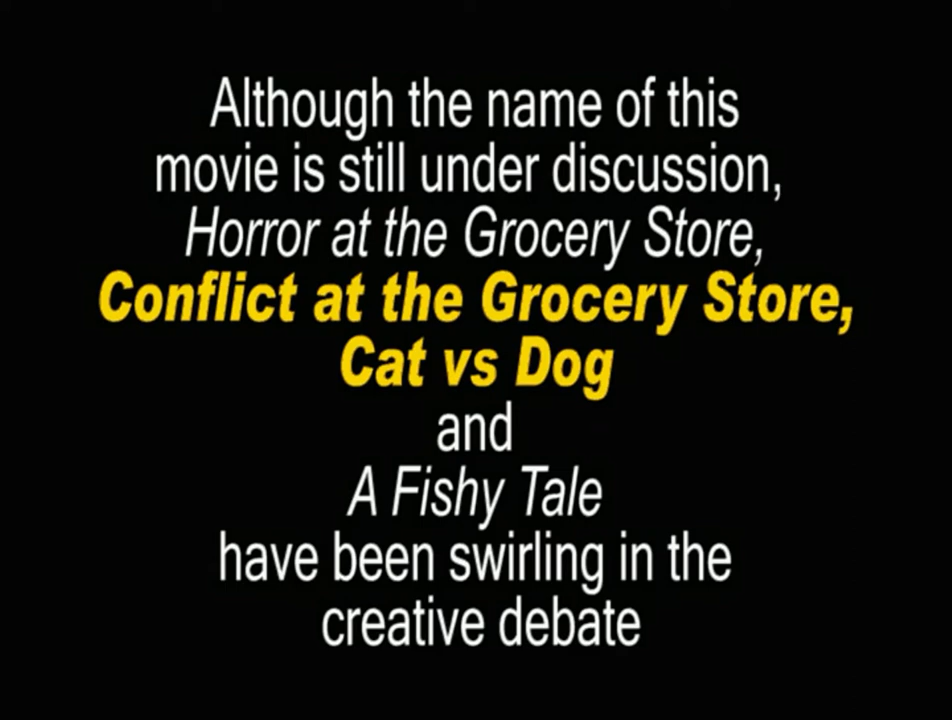 Although the name of this
movie is still under discussion,
Horror at the Grocery Store,
Conflict at the Grocery Store,
Cat vs Dog
and
A Fishy Tale
have been swirling in the
creative debate